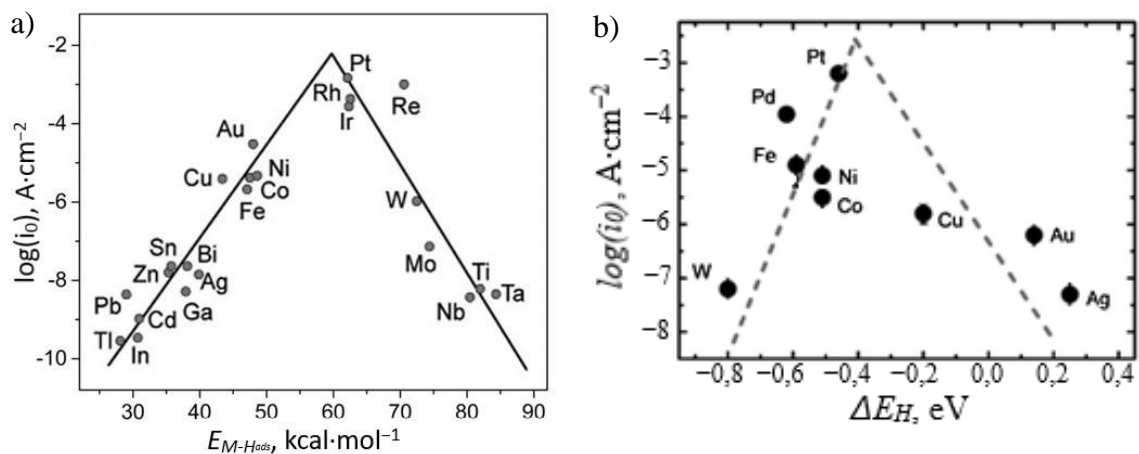 a)
log(i₀), A·cm⁻²
-2
-4
-6
-8
-10
Pt
Rh
Ir
Re
Au
Cu
Ni
Co
Fe
W
Mo
Sn
Bi
Zn
Ag
Pb
Ga
Cd
Tl
In
Ti
Nb
Ta
30 40 50 60 70 80 90
E_M-Hads, kcal·mol⁻¹
b)
log(i₀), A·cm⁻²
−3
−4
−5
−6
−7
−8
Pt
Pd
Fe
Ni
Co
Cu
Au
W
Ag
−0,8 −0,6 −0,4 −0,2 0,0 0,2 0,4
ΔE_H, eV